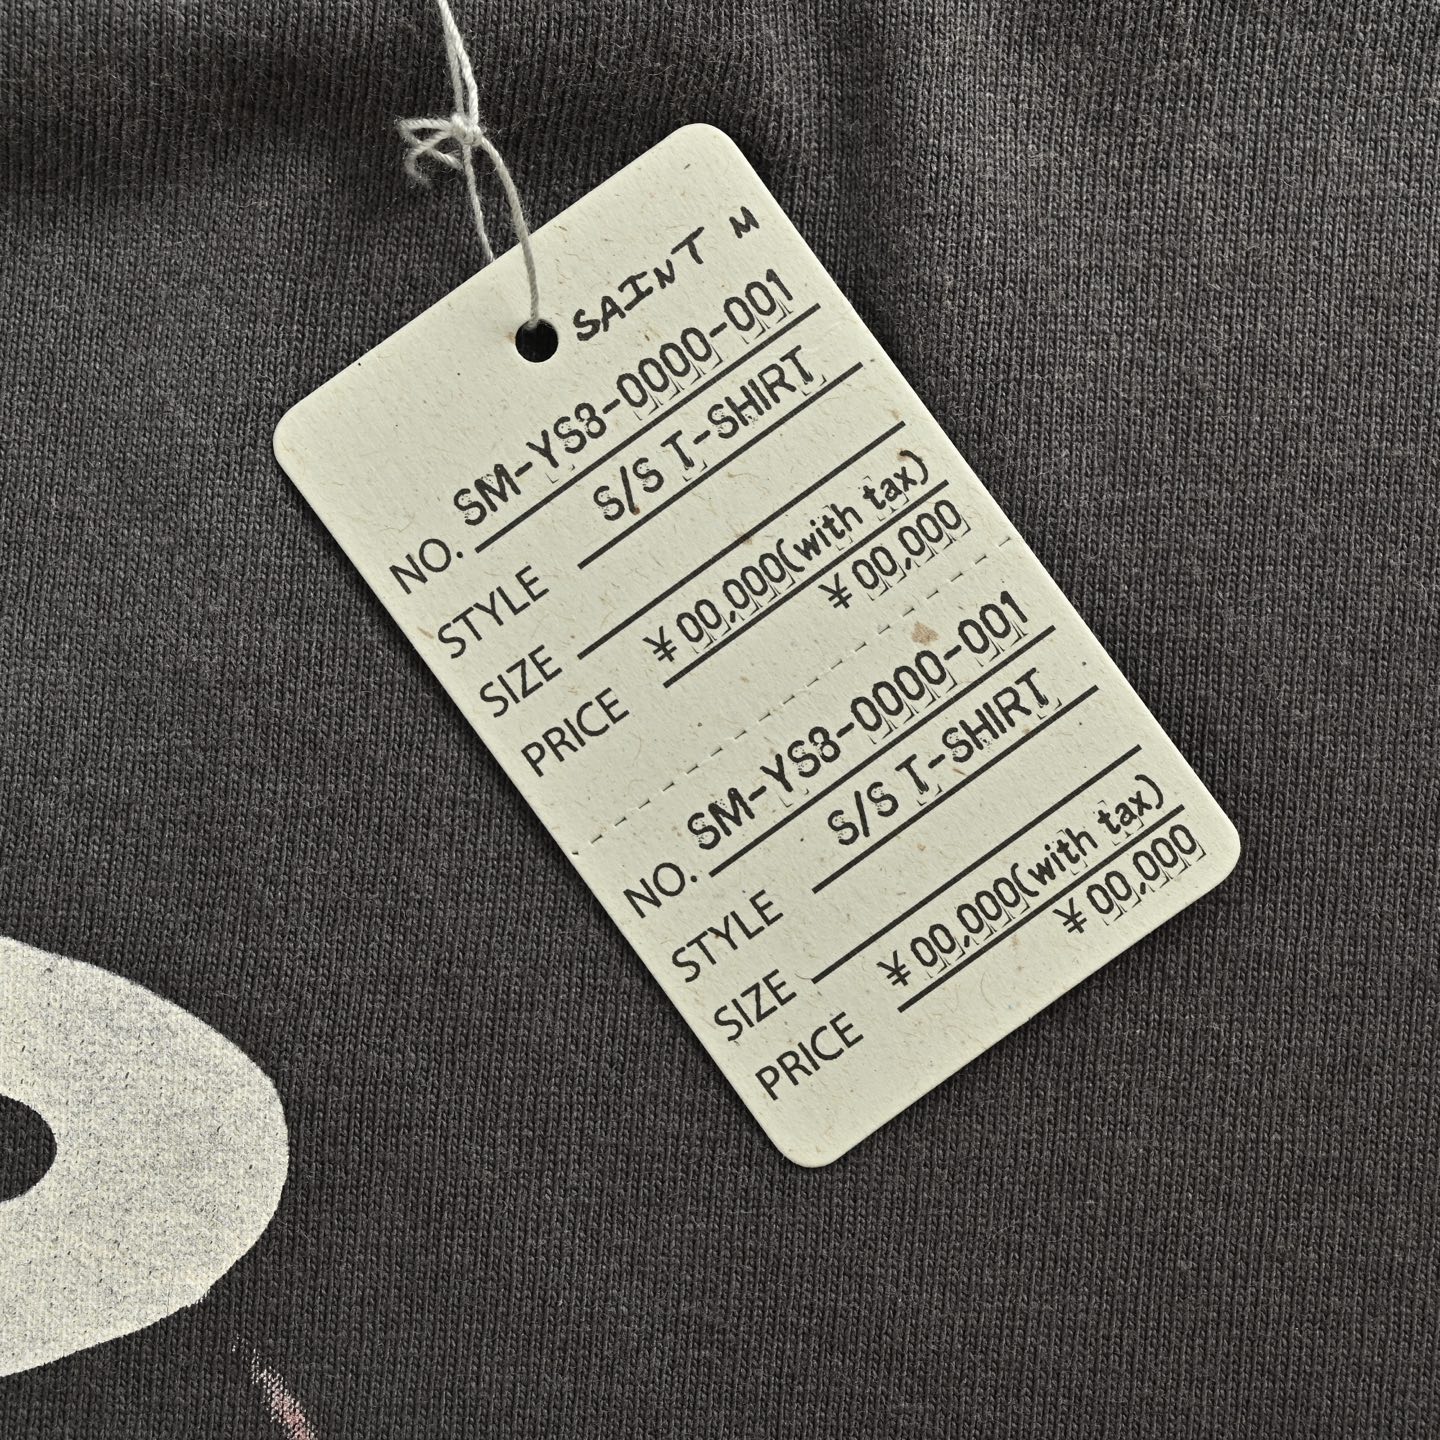 SAINT M
NO. SM-YS8-0000-001
STYLE S/S T-SHIRT
SIZE
PRICE ¥00,000(with tax)
¥00,000
NO. SM-YS8-0000-001
STYLE S/S T-SHIRT
SIZE
PRICE ¥00,000(with tax)
¥00,000